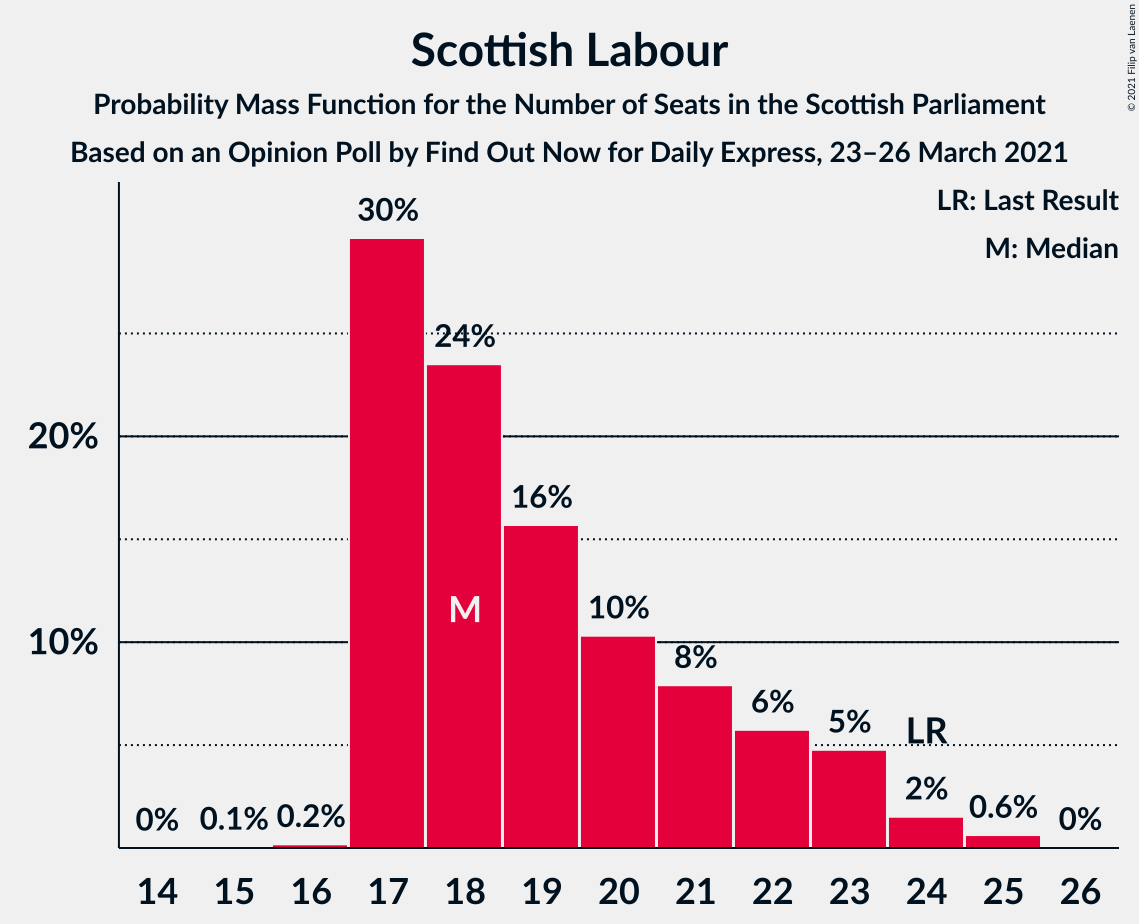 Scottish Labour
Probability Mass Function for the Number of Seats in the Scottish Parliament
Based on an Opinion Poll by Find Out Now for Daily Express, 23–26 March 2021
© 2021 Filip van Laenen
LR: Last Result
M: Median
30%
24%
20%
16%
M
10%
10%
8%
6%
5%
LR
2%
0%
0.1%
0.2%
0.6%
0%
14 15 16 17 18 19 20 21 22 23 24 25 26